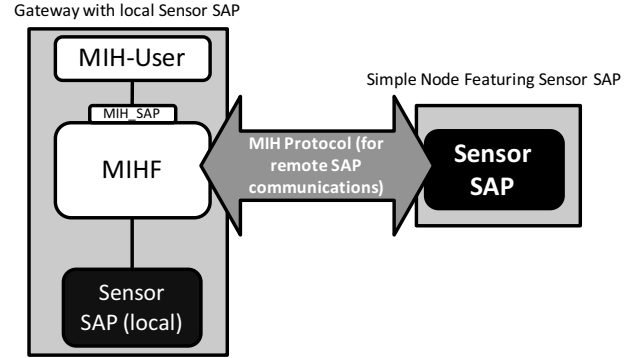 Gateway with local Sensor SAP
MIH-User
MIH_SAP
MIHF
Sensor
SAP (local)
MIH Protocol (for
remote SAP
communications)
Simple Node Featuring Sensor SAP
Sensor
SAP